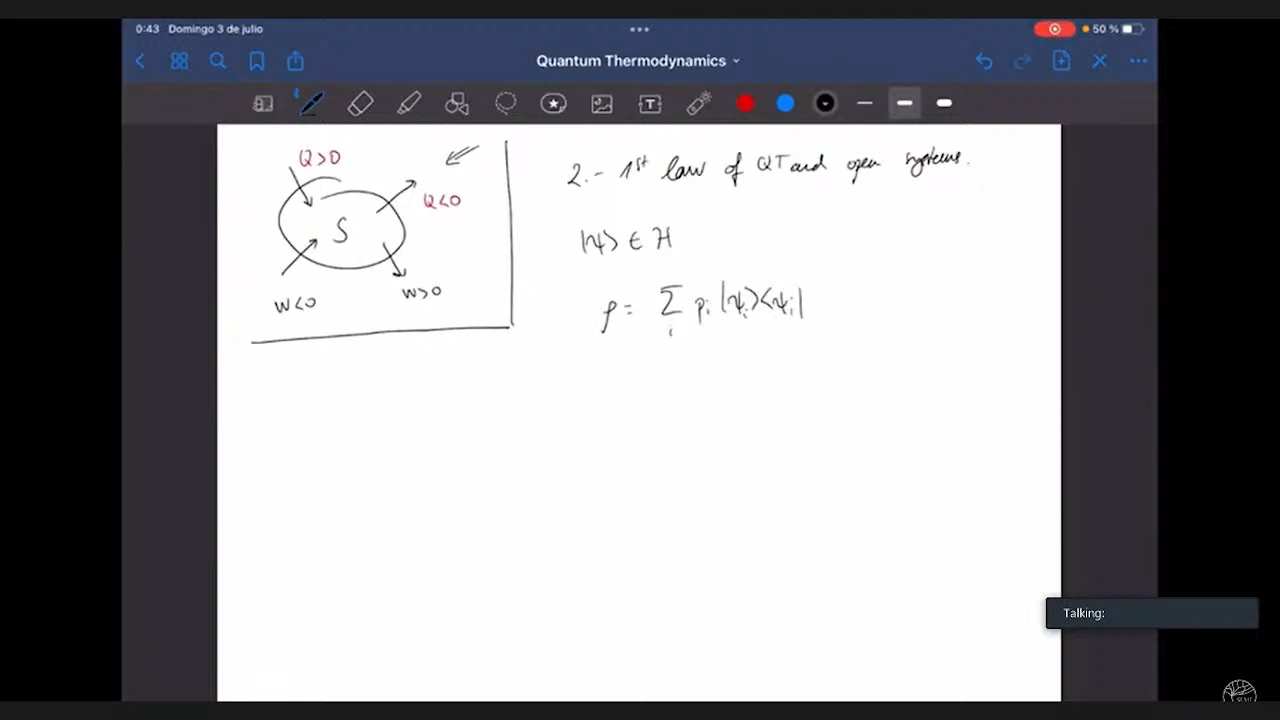 0:43 Domingo 3 de julio
50 %
Quantum Thermodynamics
T
Q>0
Q<0
S
W<0
W>0
2.- 1st law of QT and open systems.
|ψ> ∈ H
ρ = ∑i pi |ψi><ψi|
Talking: